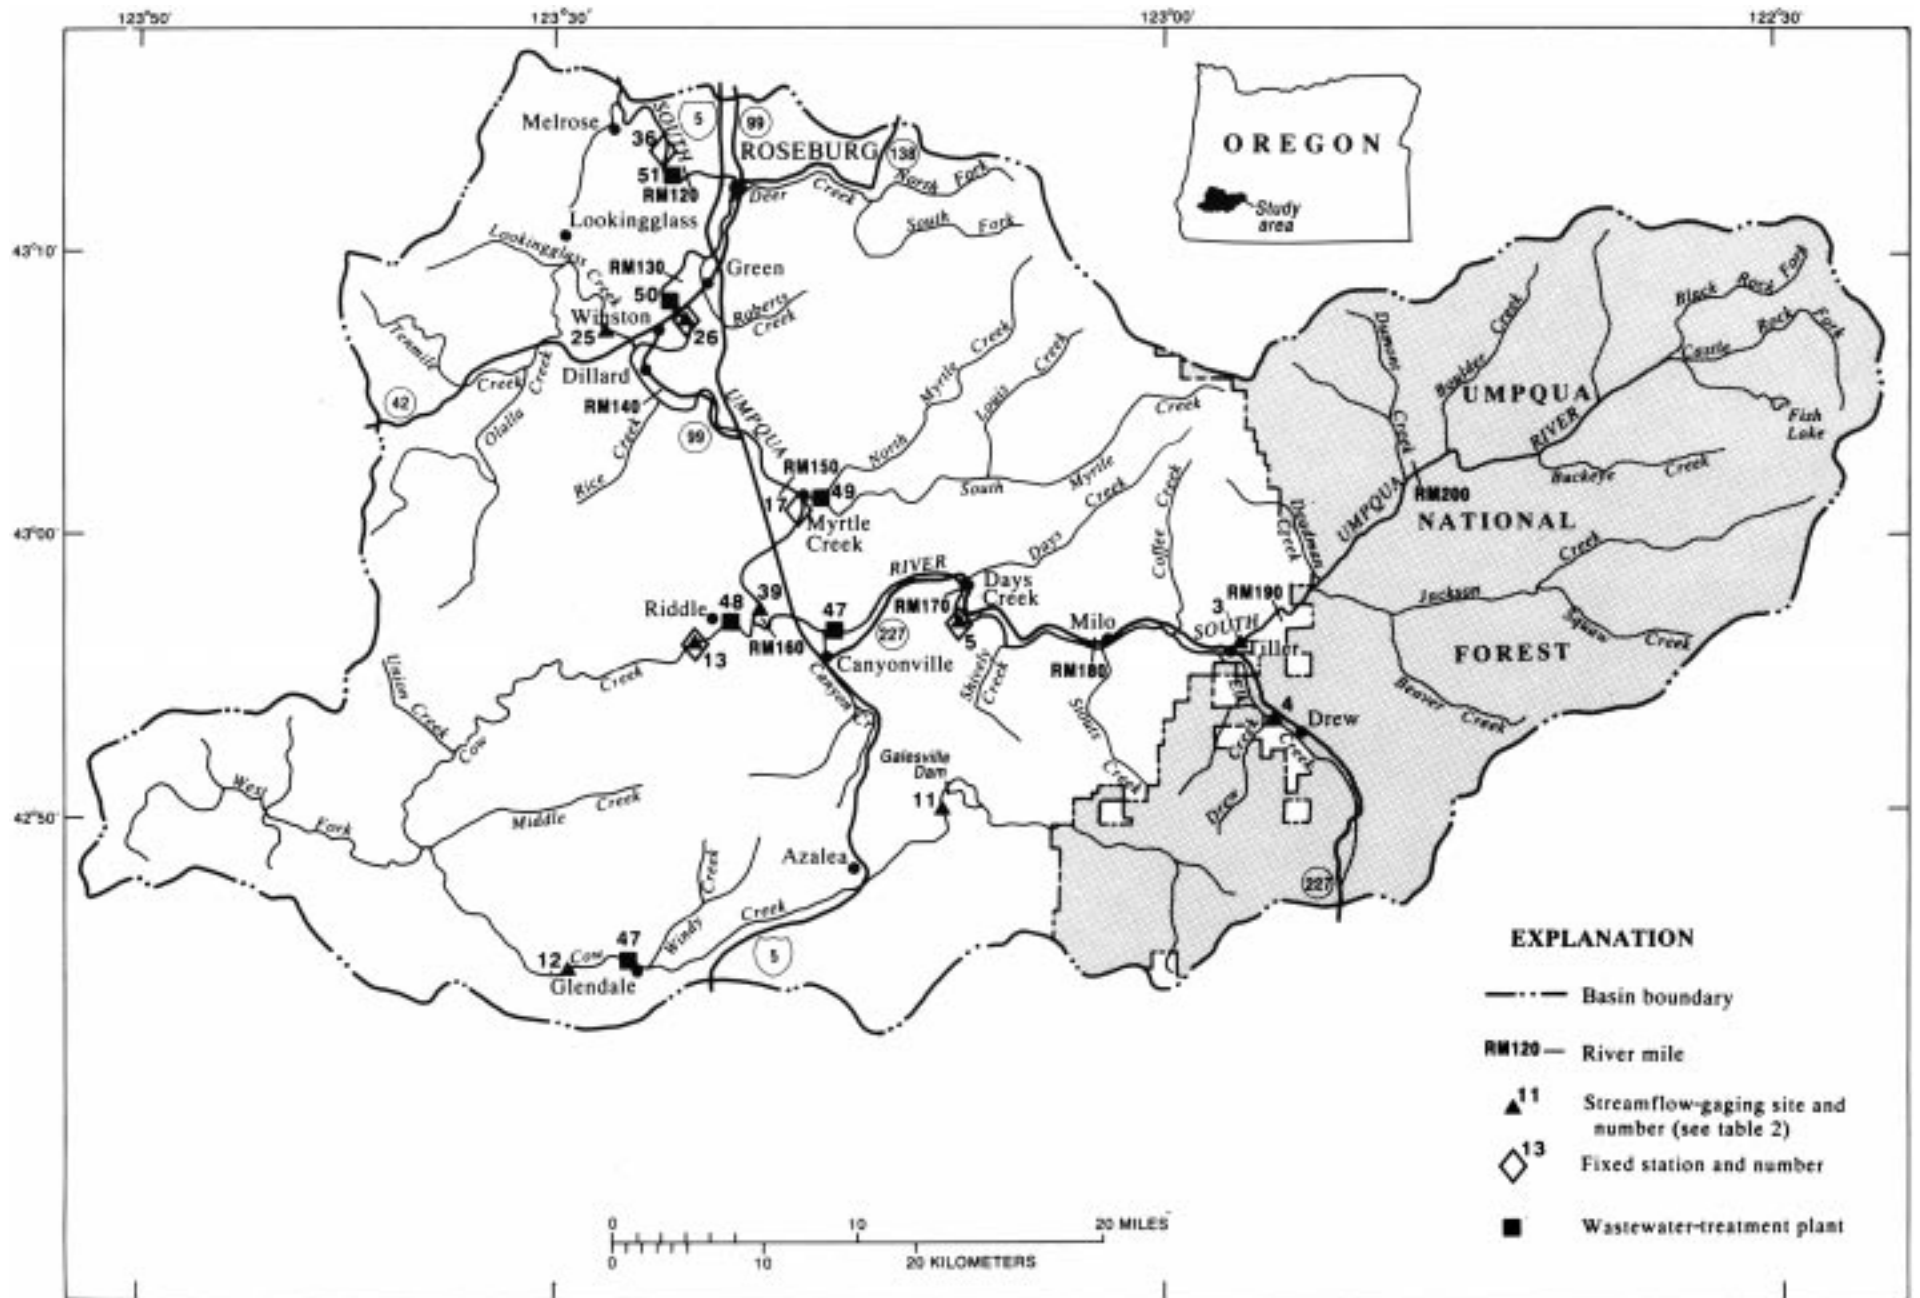 123°50'
123°30'
123°00'
122°30'
43°10'
43°00'
42°50'
OREGON
Study
area
Melrose
36
SOUTH
5
99
ROSEBURG
138
51
RM120
Deer
Creek
North Fork
South Fork
Lookingglass
Lookingglass Creek
RM130
Green
50
Winston
25
26
Roberts
Creek
Tenmile
Creek
Olalla
Creek
42
Dillard
RM140
99
Rice Creek
UMPQUA
North Myrtle Creek
Louis Creek
RM150
17
49
Myrtle
Creek
South Myrtle Creek
Days Creek
Coffee Creek
RIVER
Days
Creek
RM170
5
Riddle
48
39
47
RM160
13
227
Canyonville
Canyon Cr
Milo
RM180
Shively
Creek
Stouts
Creek
3
SOUTH
RM190
Tiller
Elk
Creek
4
Drew
Drew
Creek
227
Deadman
Creek
UMPQUA
RIVER
RM200
Dumont
Creek
Boulder Creek
UMPQUA
NATIONAL
FOREST
Black Rock Fork
Castle Rock Fork
Fish
Lake
Buckeye Creek
Jackson
Creek
Squaw
Creek
Beaver
Creek
Union
Creek
Cow
Creek
West
Fork
Middle Creek
Galesville
Dam
11
Azalea
Windy
Creek
Creek
12
Cow
47
Glendale
5
EXPLANATION
Basin boundary
RM120 River mile
11 Streamflow-gaging site and
number (see table 2)
13 Fixed station and number
Wastewater-treatment plant
0 10 20 MILES
0 10 20 KILOMETERS